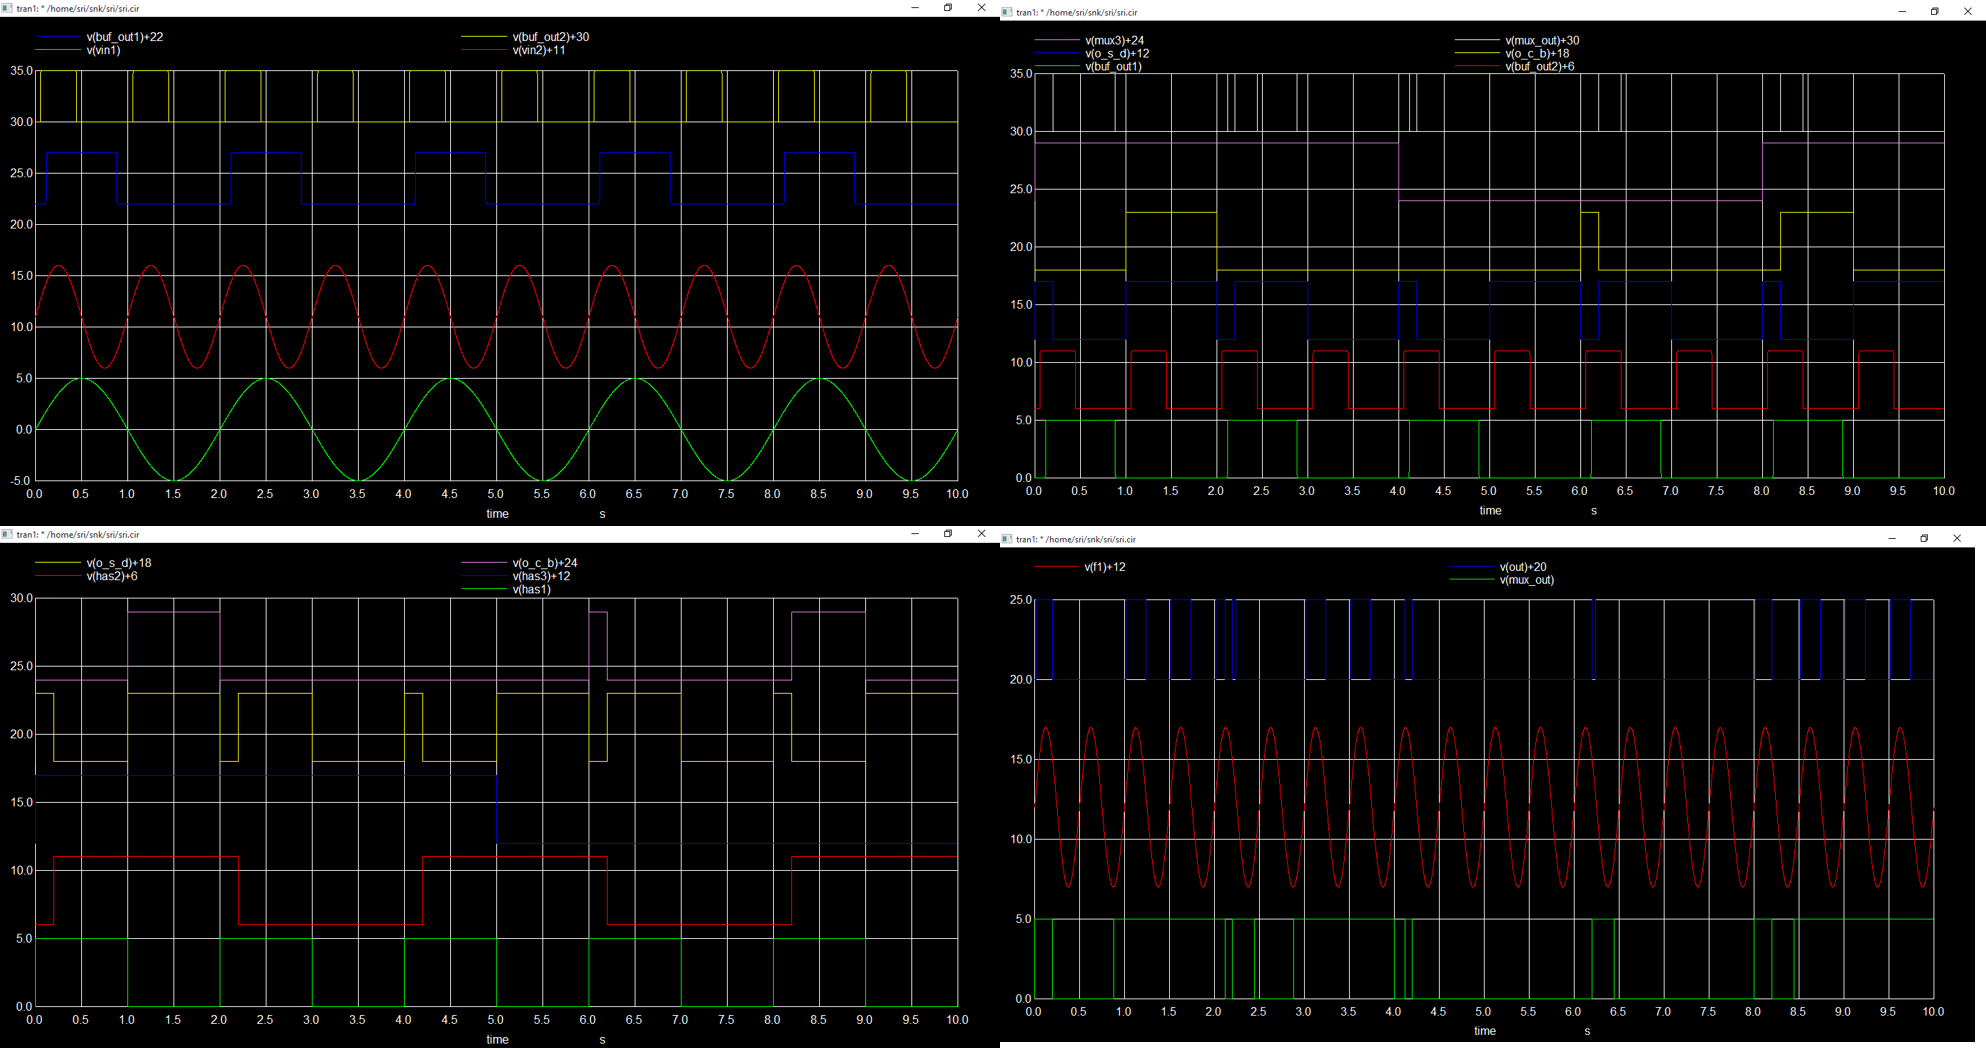 tran1: * /home/sri/snk/sri/sri.cir
v(buf_out1)+22 v(buf_out2)+30
v(vin1) v(vin2)+11
35.0
30.0
25.0
20.0
15.0
10.0
5.0
0.0
-5.0
0.0 0.5 1.0 1.5 2.0 2.5 3.0 3.5 4.0 4.5 5.0 5.5 6.0 6.5 7.0 7.5 8.0 8.5 9.0 9.5 10.0
time s
tran1: * /home/sri/snk/sri/sri.cir
v(mux3)+24 v(mux_out)+30
v(o_s_d)+12 v(o_c_b)+18
v(buf_out1) v(buf_out2)+6
35.0
30.0
25.0
20.0
15.0
10.0
5.0
0.0
0.0 0.5 1.0 1.5 2.0 2.5 3.0 3.5 4.0 4.5 5.0 5.5 6.0 6.5 7.0 7.5 8.0 8.5 9.0 9.5 10.0
time s
tran1: * /home/sri/snk/sri/sri.cir
v(o_s_d)+18 v(o_c_b)+24
v(has2)+6 v(has3)+12
v(has1)
30.0
25.0
20.0
15.0
10.0
5.0
0.0
0.0 0.5 1.0 1.5 2.0 2.5 3.0 3.5 4.0 4.5 5.0 5.5 6.0 6.5 7.0 7.5 8.0 8.5 9.0 9.5 10.0
time s
tran1: * /home/sri/snk/sri/sri.cir
v(f1)+12 v(out)+20
v(mux_out)
25.0
20.0
15.0
10.0
5.0
0.0
0.0 0.5 1.0 1.5 2.0 2.5 3.0 3.5 4.0 4.5 5.0 5.5 6.0 6.5 7.0 7.5 8.0 8.5 9.0 9.5 10.0
time s